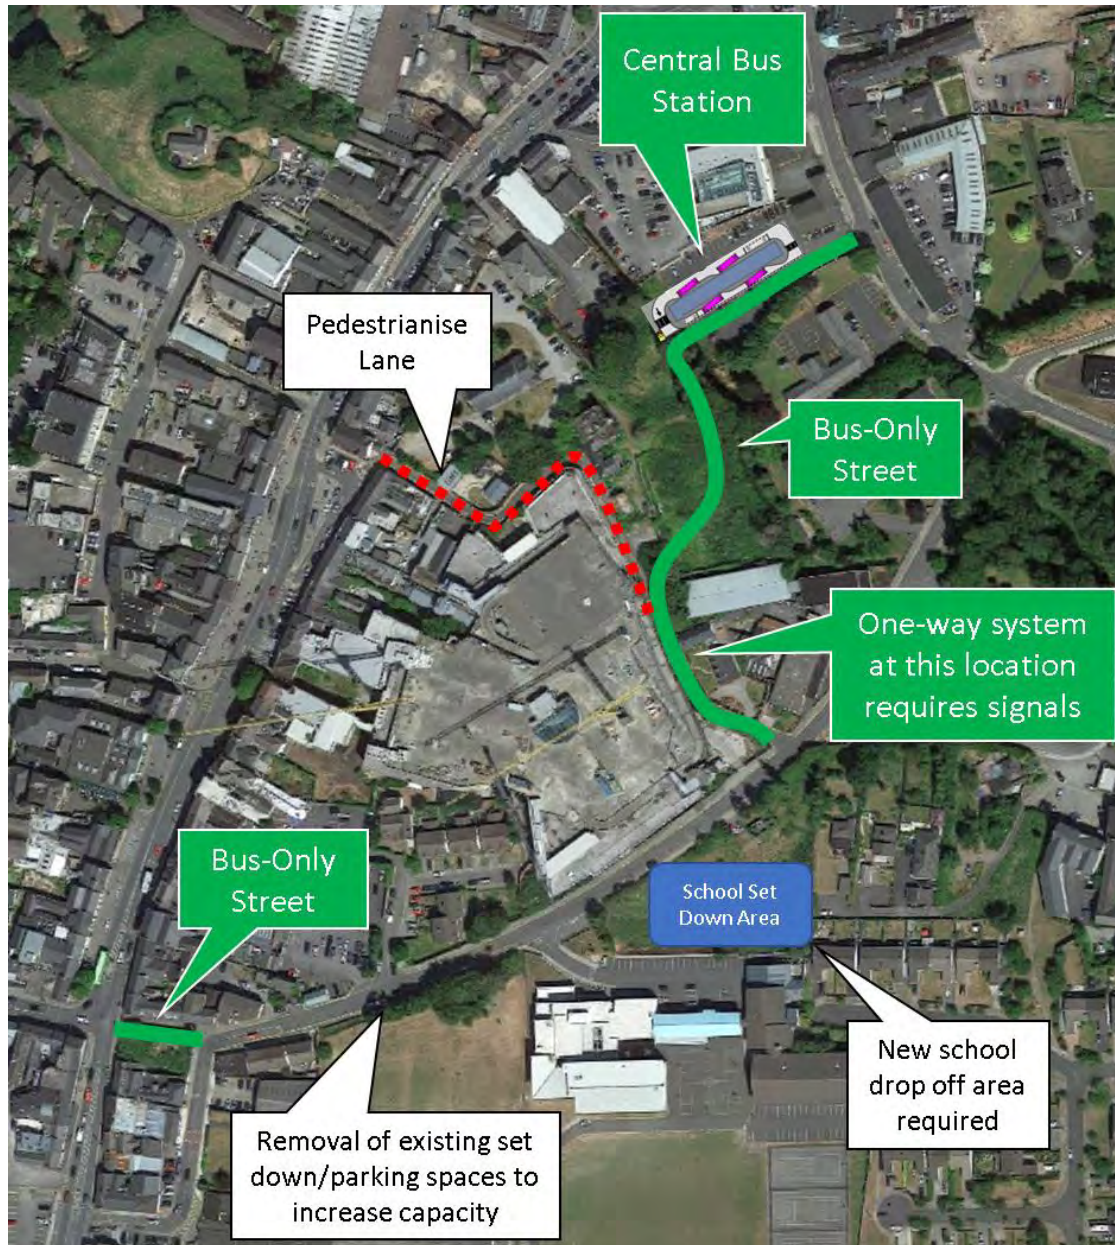 Central Bus
Station
Pedestrianise
Lane
Bus-Only
Street
One-way system
at this location
requires signals
Bus-Only
Street
School Set
Down Area
New school
drop off area
required
Removal of existing set
down/parking spaces to
increase capacity